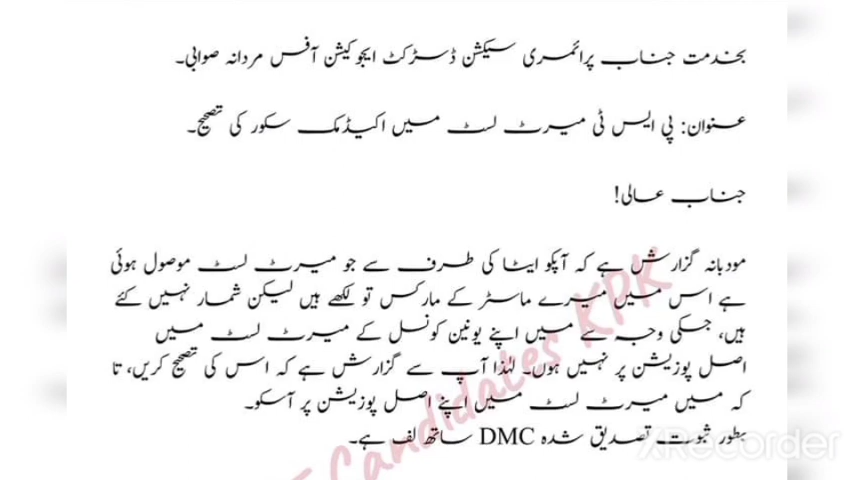 بخدمت جناب پرائمری سیکشن ڈسڑکٹ ایجوکیشن آفس مردانہ صوابی۔
عنوان: پی ایس ٹی میرٹ لسٹ میں اکیڈمک سکور کی تصحیح۔
جناب عالی!
مودبانہ گزارش ہے کہ آپکو ایٹا کی طرف سے جو میرٹ لسٹ موصول ہوئی
ہے اس میں میرے ماسٹر کے مارکس تو لکھے ہیں لیکن شمار نہیں کئے
ہیں، جسکی وجہ سے میں اپنے یونین کونسل کے میرٹ لسٹ میں
اصل پوزیشن پر نہیں ہوں۔ لہٰذا آپ سے گزارش ہے کہ اس کی تصحیح کریں، تا
کہ میں میرٹ لسٹ میں اپنے اصل پوزیشن پر آسکو۔
بطور ثبوت تصدیق شدہ DMC ساتھ لف ہے۔
Candidates KPK
XRecorder